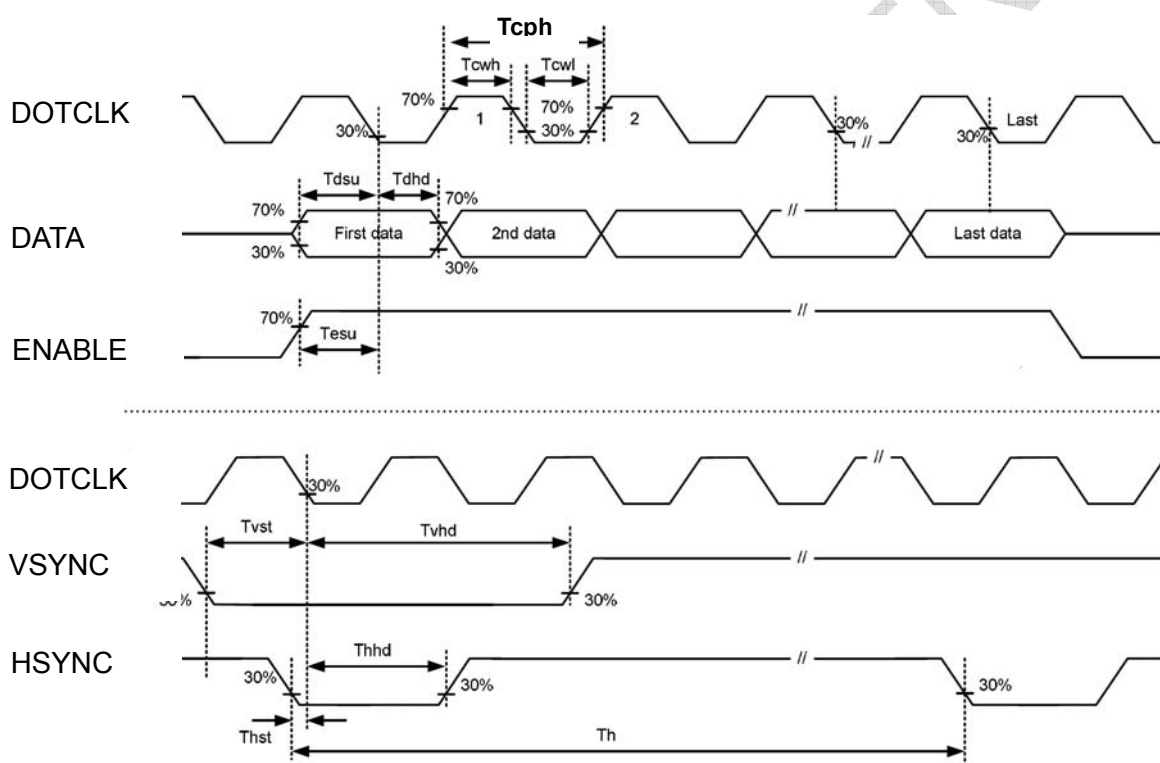 Tcph
Tcwh Tcwl
DOTCLK
70% 1 70% 2
30% 30% 30% 30% Last
Tdsu Tdhd
70% 70%
DATA
First data 2nd data // Last data
30% 30%
70%
ENABLE
Tesu
//
DOTCLK
30% //
Tvst Tvhd
VSYNC
//
% 30%
HSYNC
Thhd //
30% 30% 30%
Thst Th